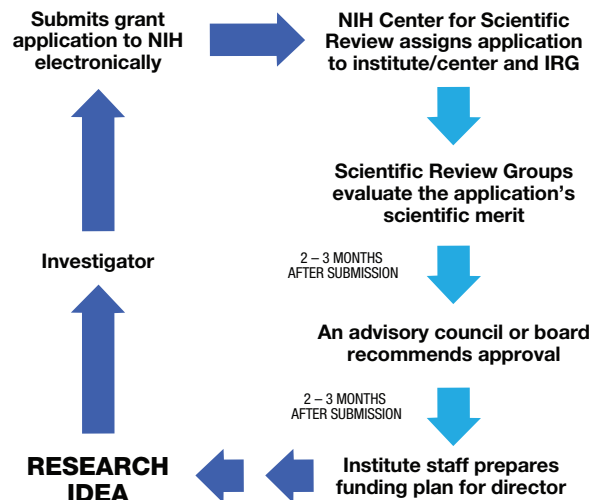 Submits grant
application to NIH
electronically
NIH Center for Scientific
Review assigns application
to institute/center and IRG
Scientific Review Groups
evaluate the application’s
scientific merit
2 – 3 MONTHS
AFTER SUBMISSION
Investigator
An advisory council or board
recommends approval
2 – 3 MONTHS
AFTER SUBMISSION
Institute staff prepares
funding plan for director
RESEARCH
IDEA